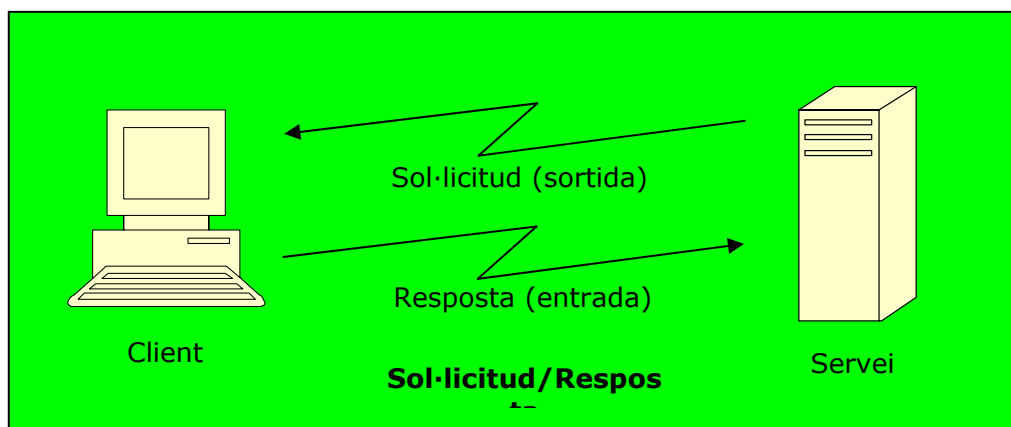 Sol·licitud (sortida)
Resposta (entrada)
Client
Servei
Sol·licitud/Respos